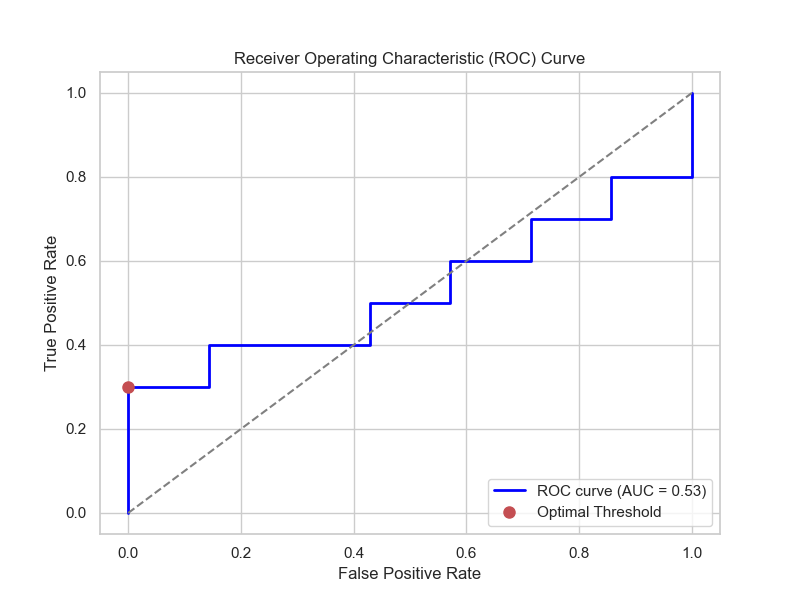 Receiver Operating Characteristic (ROC) Curve
1.0
0.8
0.6
0.4
0.2
0.0
True Positive Rate
0.0 0.2 0.4 0.6 0.8 1.0
False Positive Rate
ROC curve (AUC = 0.53)
Optimal Threshold